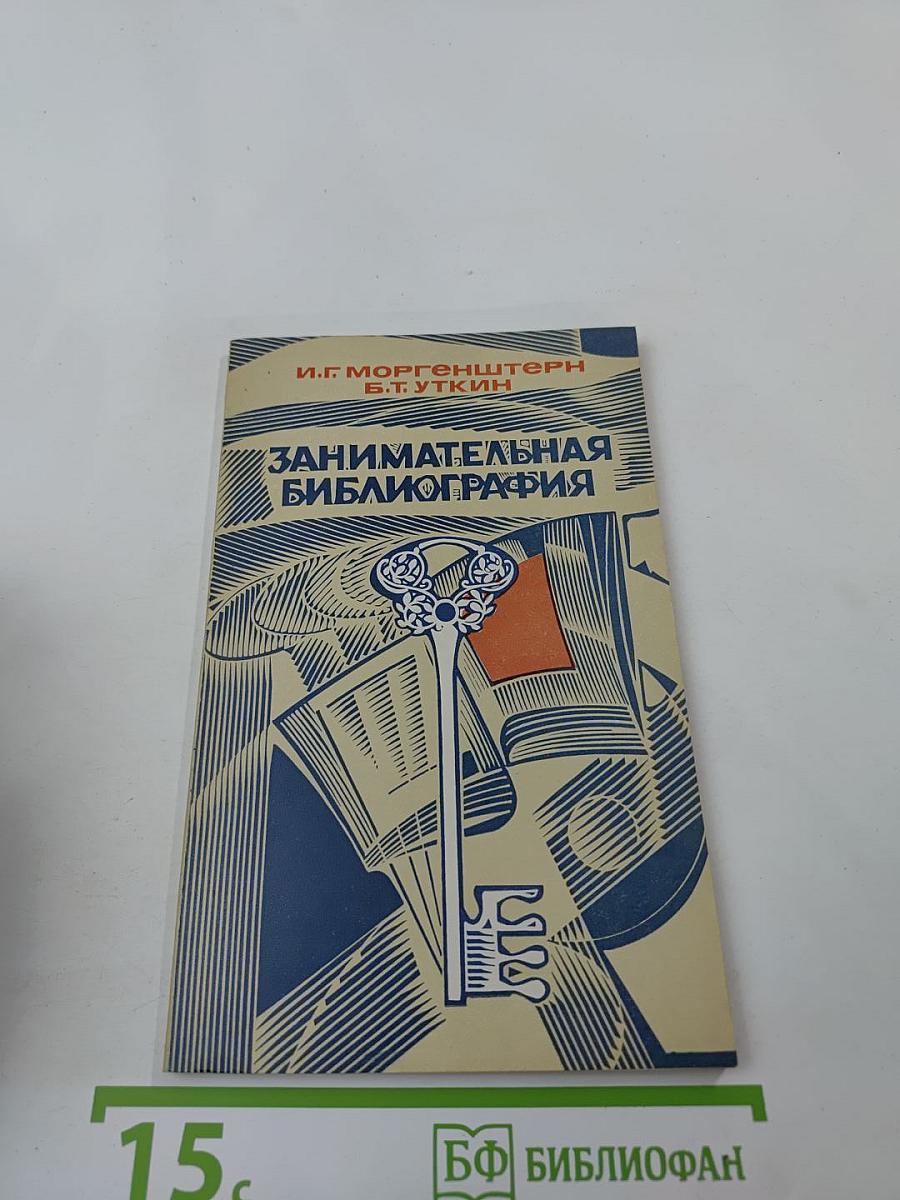 И.Г. МОРГЕНШТЕРН
Б.Т. УТКИН
ЗАНИМАТЕЛЬНАЯ
БИБЛИОГРАФИЯ
15 с
БФ БИБЛИОФАН